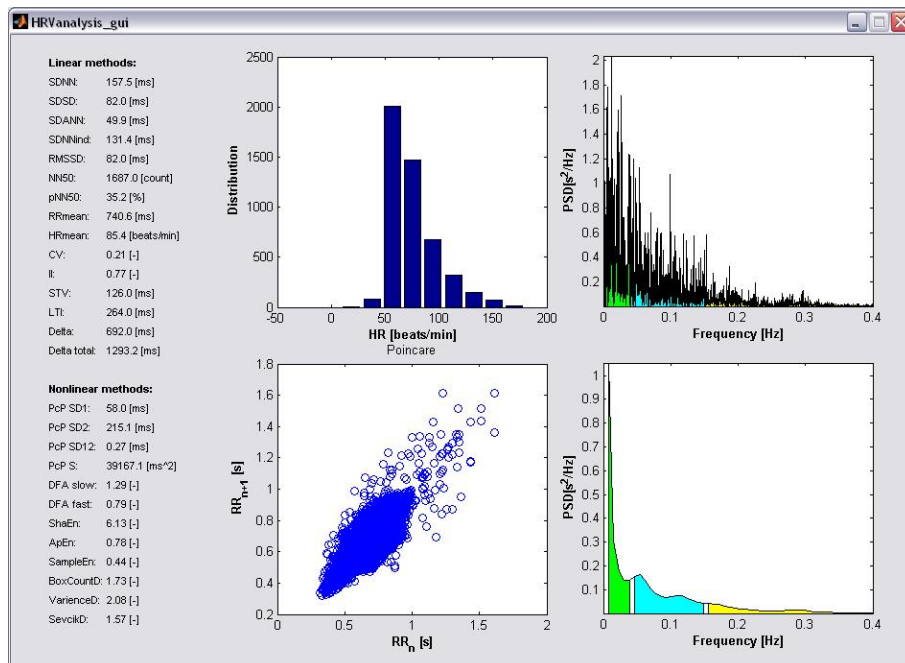 HRVanalysis_gui
Linear methods:
SDNN: 157.5 [ms]
SDSD: 82.0 [ms]
SDANN: 49.9 [ms]
SDNNind: 131.4 [ms]
RMSSD: 82.0 [ms]
NN50: 1687.0 [count]
pNN50: 35.2 [%]
RRmean: 740.6 [ms]
HRmean: 85.4 [beats/min]
CV: 0.21 [-]
II: 0.77 [-]
STV: 126.0 [ms]
LTI: 264.0 [ms]
Delta: 692.0 [ms]
Delta total: 1293.2 [ms]
Nonlinear methods:
PcP SD1: 58.0 [ms]
PcP SD2: 215.1 [ms]
PcP SD12: 0.27 [ms]
PcP S: 39167.1 [ms^2]
DFA slow: 1.29 [-]
DFA fast: 0.79 [-]
ShaEn: 6.13 [-]
ApEn: 0.78 [-]
SampleEn: 0.44 [-]
BoxCountD: 1.73 [-]
VarienceD: 2.08 [-]
SevcikD: 1.57 [-]
2500
2000
1500
1000
500
0
Distribution
-50 0 50 100 150 200
HR [beats/min]
2
1.8
1.6
1.4
1.2
1
0.8
0.6
0.4
0.2
PSD[s²/Hz]
0 0.1 0.2 0.3 0.4
Frequency [Hz]
Poincare
1.8
1.6
1.4
1.2
1
0.8
0.6
0.4
0.2
RRn+1 [s]
0 0.5 1 1.5 2
RRn [s]
1
0.9
0.8
0.7
0.6
0.5
0.4
0.3
0.2
0.1
PSD[s²/Hz]
0 0.1 0.2 0.3 0.4
Frequency [Hz]